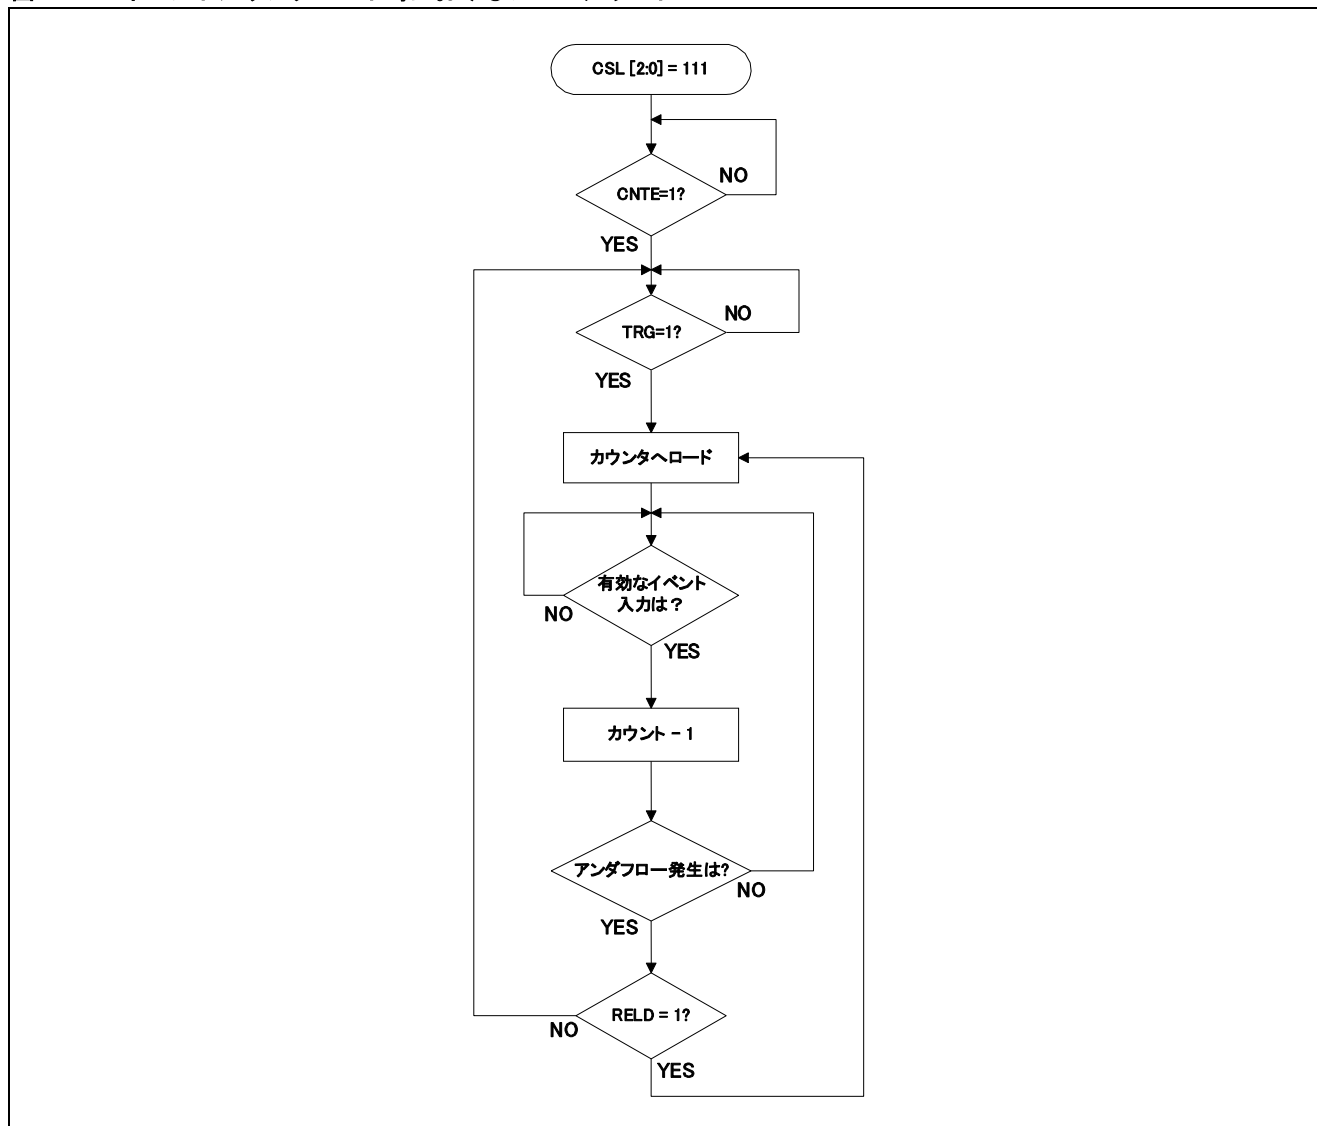 CSL [2:0] = 111
CNTE=1?
NO
YES
TRG=1?
NO
YES
カウンタへロード
有効なイベント
入力は？
NO
YES
カウント － 1
アンダフロー発生は?
NO
YES
RELD = 1?
NO
YES